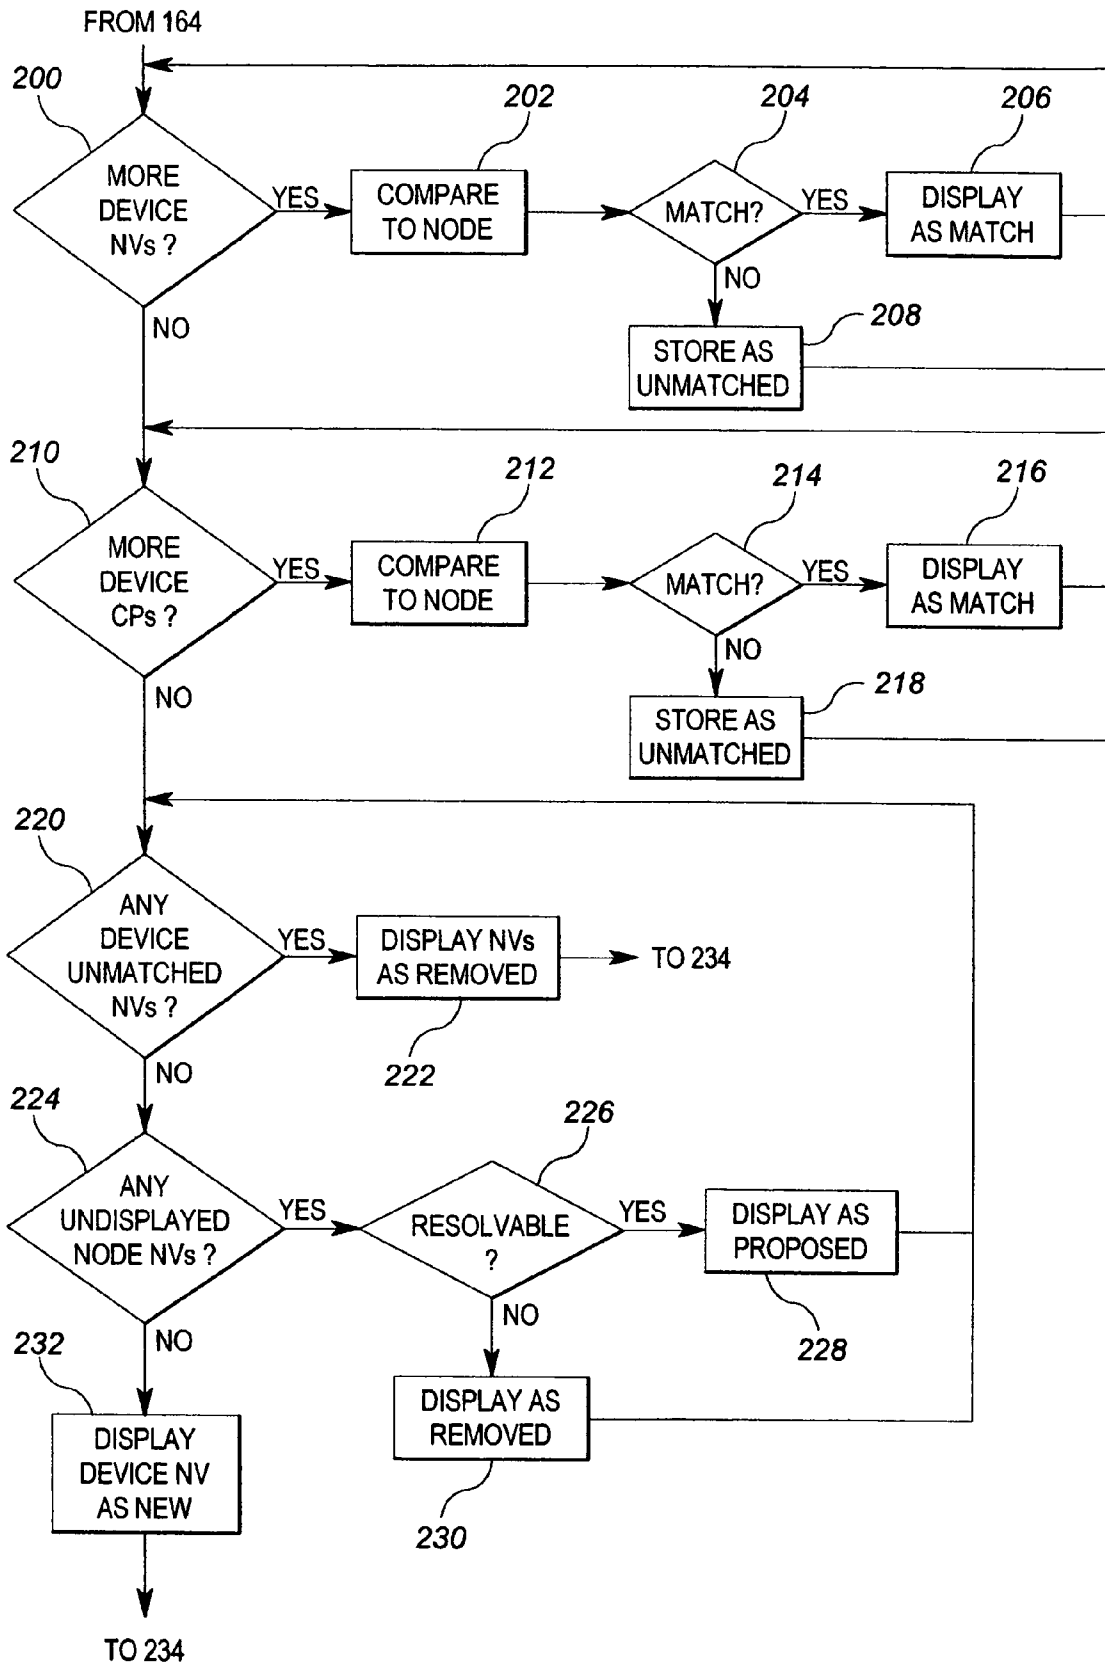 FROM 164
200
202
204
206
MORE
DEVICE
NVs ?
YES
COMPARE
TO NODE
MATCH?
YES
DISPLAY
AS MATCH
NO
NO
208
STORE AS
UNMATCHED
210
212
214
216
MORE
DEVICE
CPs ?
YES
COMPARE
TO NODE
MATCH?
YES
DISPLAY
AS MATCH
NO
NO
218
STORE AS
UNMATCHED
220
ANY
DEVICE
UNMATCHED
NVs ?
YES
DISPLAY NVs
AS REMOVED
TO 234
222
NO
224
226
ANY
UNDISPLAYED
NODE NVs ?
YES
RESOLVABLE
?
YES
DISPLAY AS
PROPOSED
228
NO
NO
232
DISPLAY
DEVICE NV
AS NEW
DISPLAY AS
REMOVED
230
TO 234